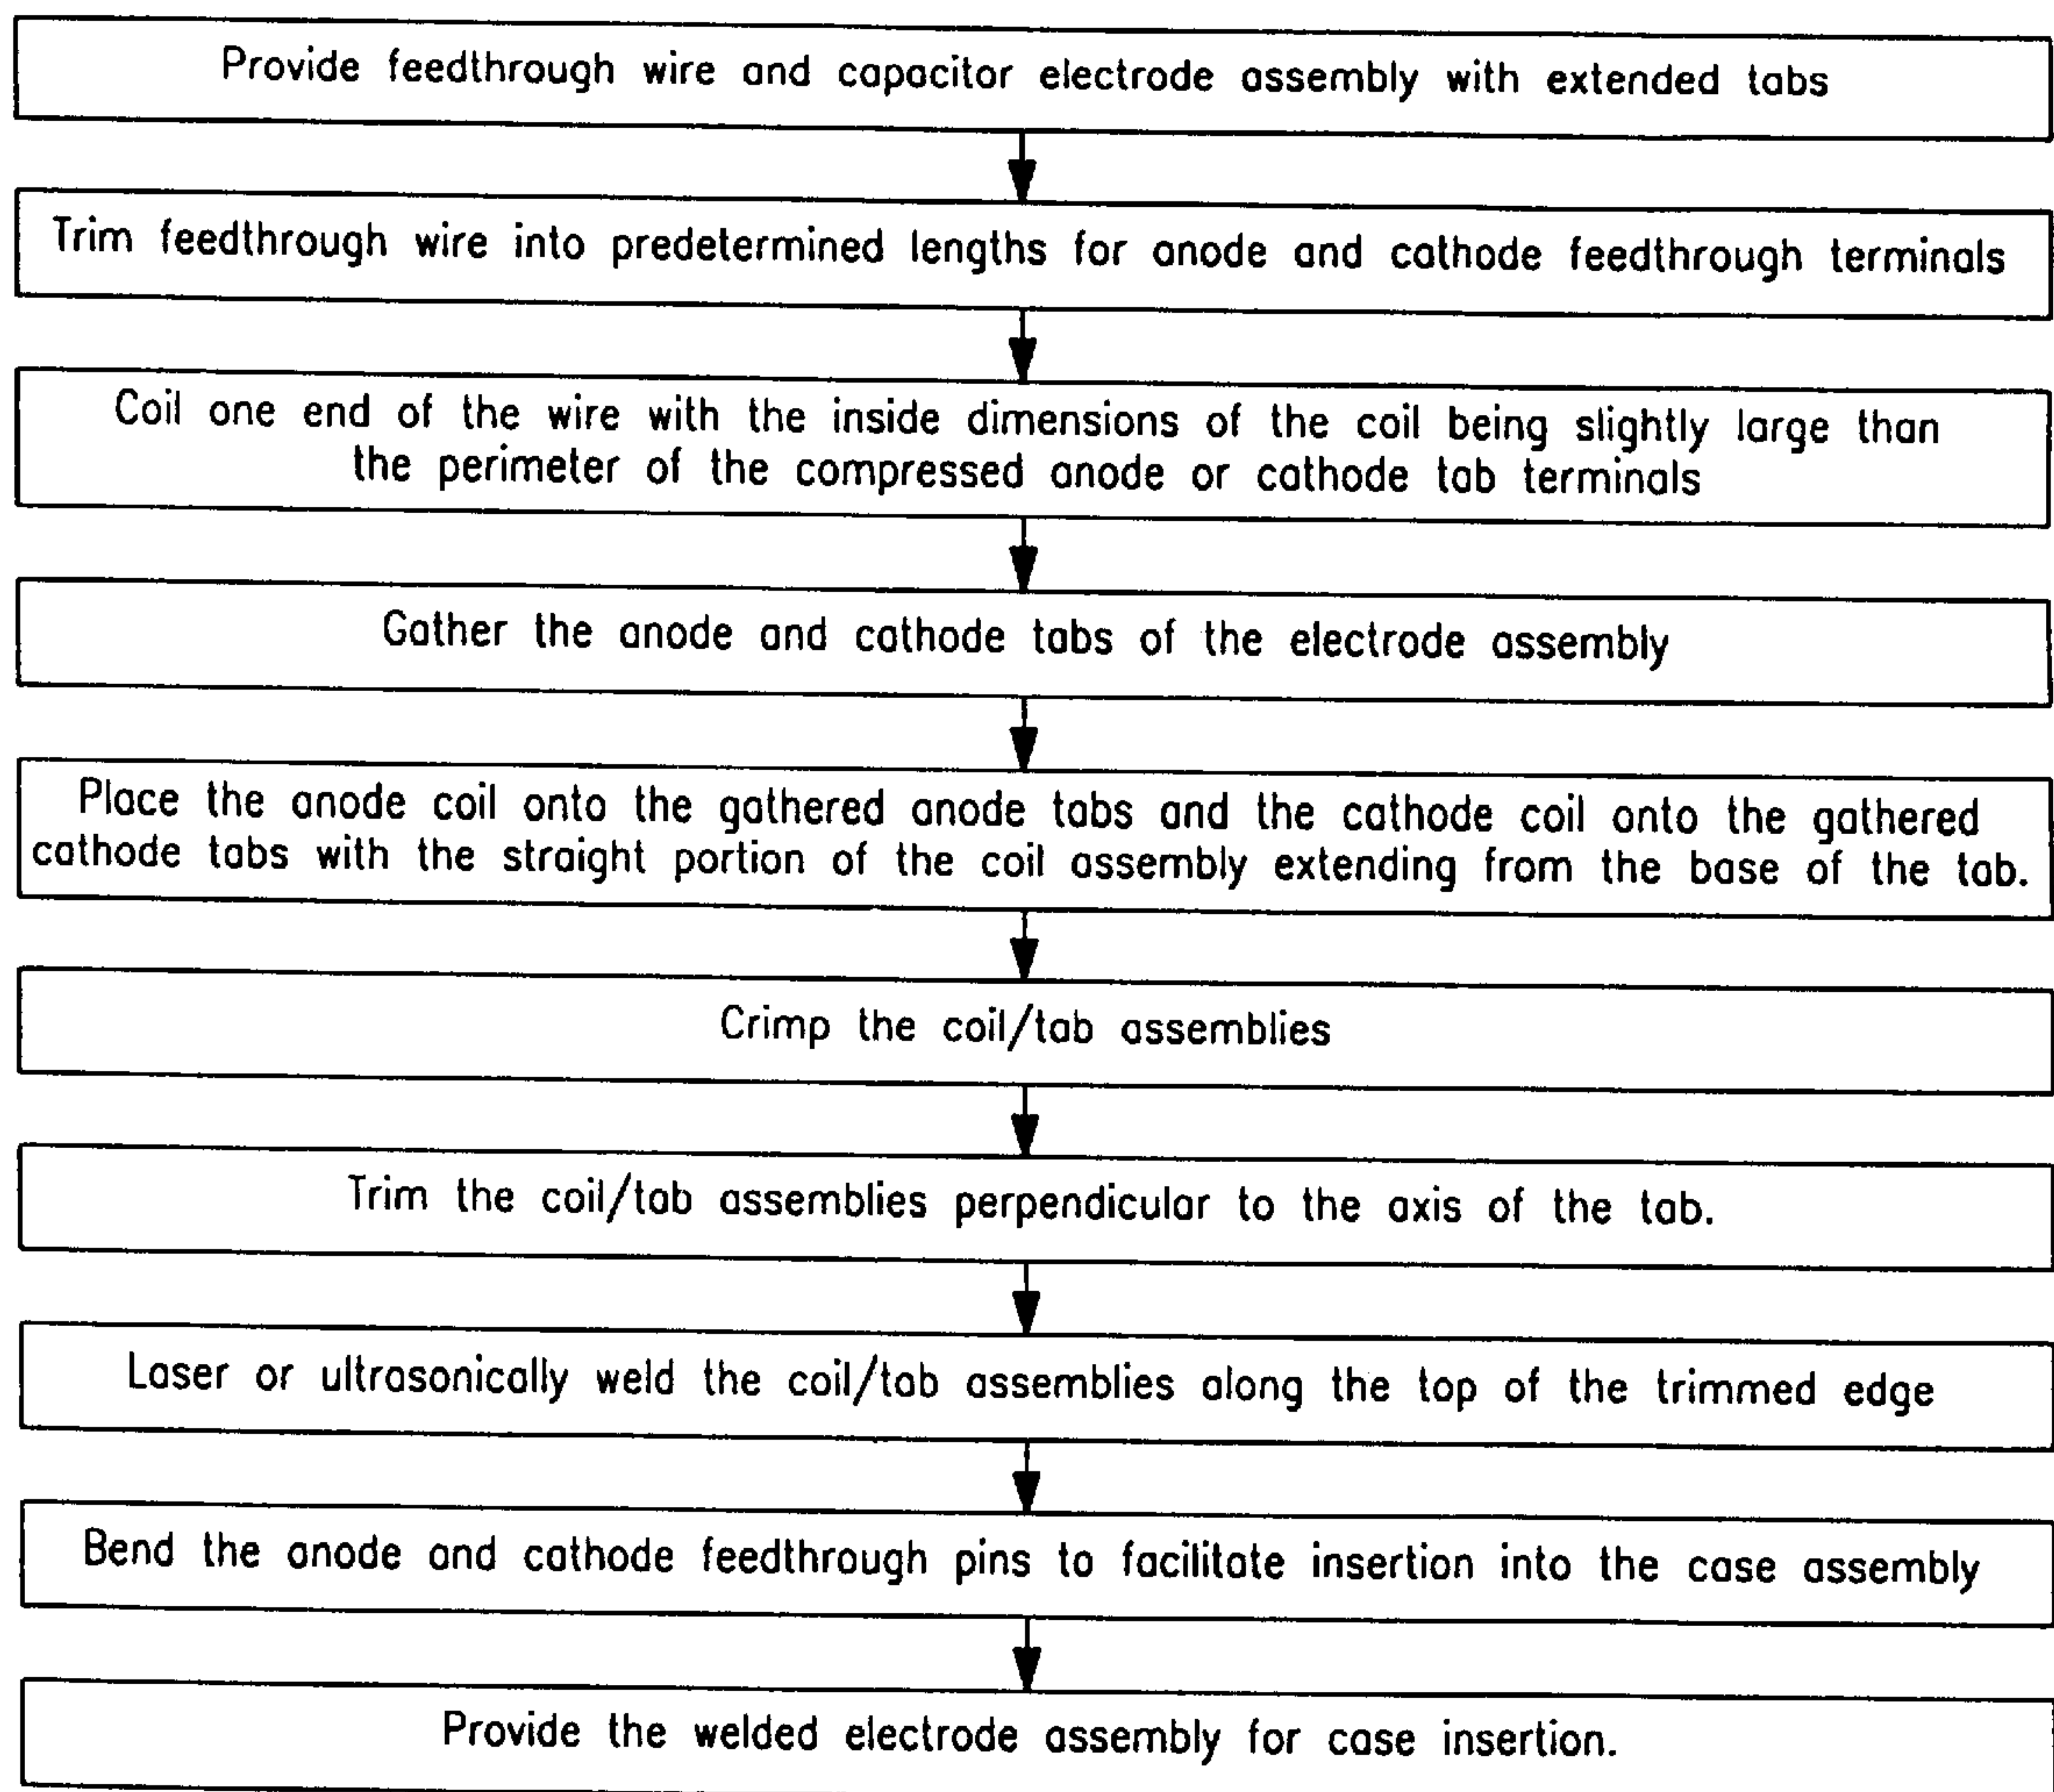 Provide feedthrough wire and capacitor electrode assembly with extended tabs
Trim feedthrough wire into predetermined lengths for anode and cathode feedthrough terminals
Coil one end of the wire with the inside dimensions of the coil being slightly large than
the perimeter of the compressed anode or cathode tab terminals
Gather the anode and cathode tabs of the electrode assembly
Place the anode coil onto the gathered anode tabs and the cathode coil onto the gathered
cathode tabs with the straight portion of the coil assembly extending from the base of the tab.
Crimp the coil/tab assemblies
Trim the coil/tab assemblies perpendicular to the axis of the tab.
Laser or ultrasonically weld the coil/tab assemblies along the top of the trimmed edge
Bend the anode and cathode feedthrough pins to facilitate insertion into the case assembly
Provide the welded electrode assembly for case insertion.